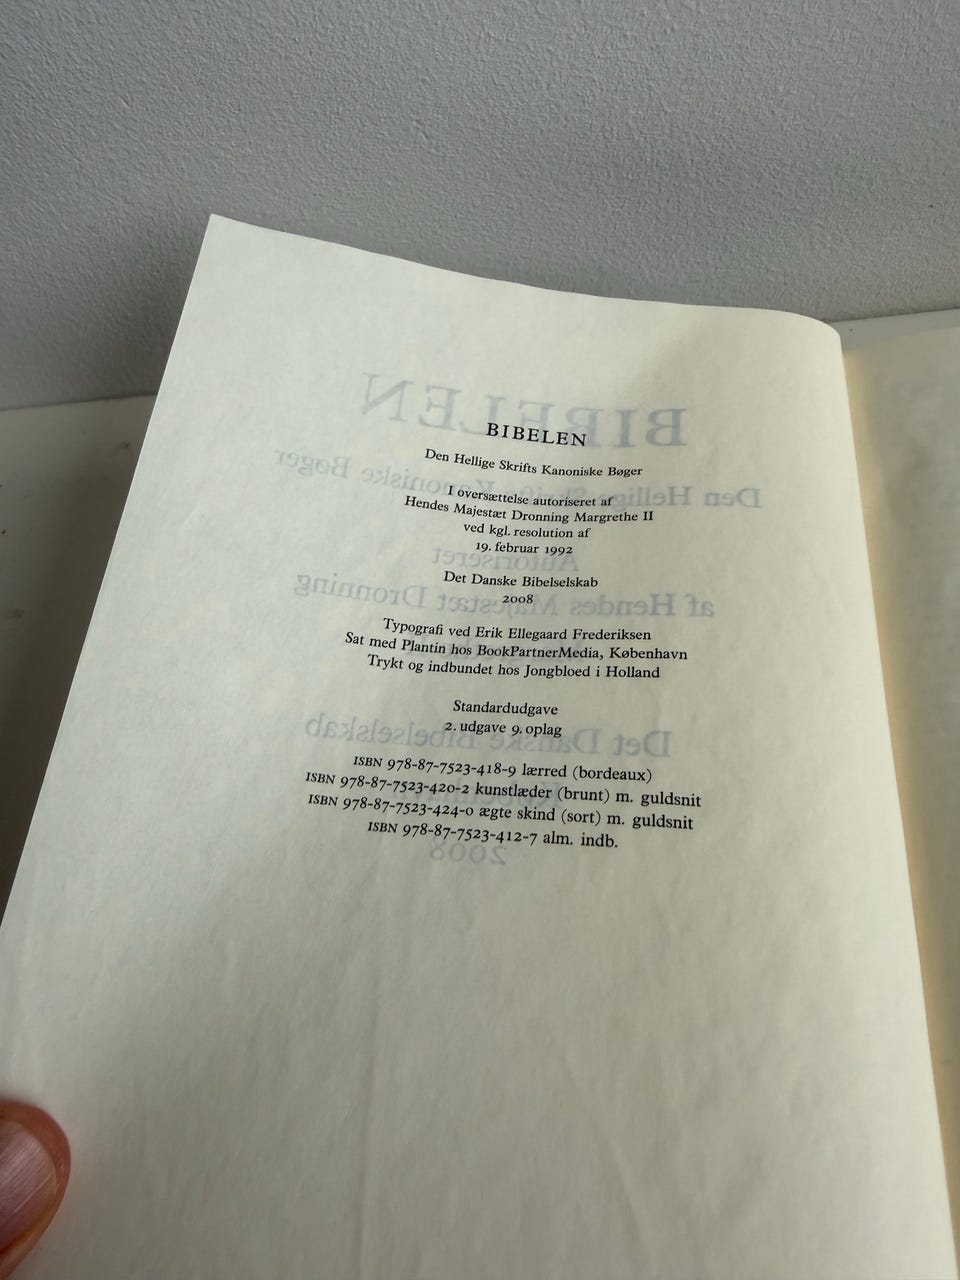 BIBELEN
Den Hellige Skrifts Kanoniske Bøger
I oversættelse autoriseret af
Hendes Majestæt Dronning Margrethe II
ved kgl. resolution af
19. februar 1992
Det Danske Bibelselskab
2008
Typografi ved Erik Ellegaard Frederiksen
Sat med Plantin hos BookPartnerMedia, København
Trykt og indbundet hos Jongbloed i Holland
Standardudgave
2. udgave 9. oplag
ISBN 978-87-7523-418-9 lærred (bordeaux)
ISBN 978-87-7523-420-2 kunstlæder (brunt) m. guldsnit
ISBN 978-87-7523-424-0 ægte skind (sort) m. guldsnit
ISBN 978-87-7523-412-7 alm. indb.